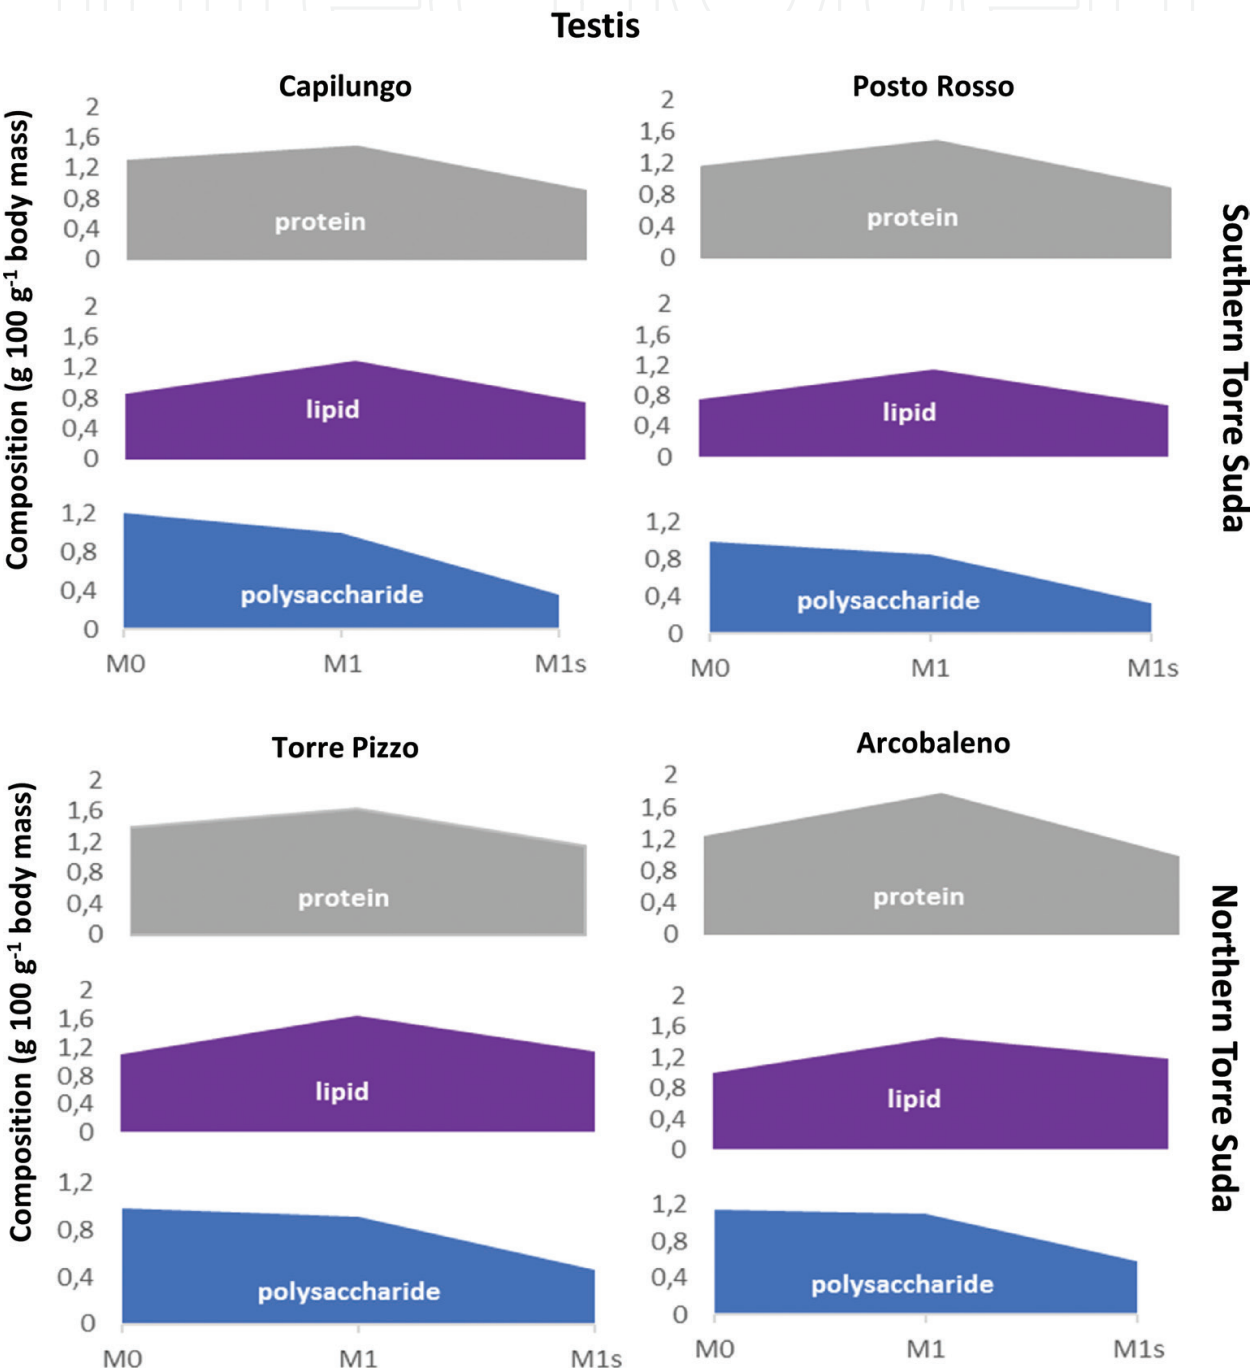 Testis
Capilungo
Posto Rosso
Composition (g 100 g-1 body mass)
2
1,6
1,2
0,8
0,4
0
protein
2
1,6
1,2
0,8
0,4
0
protein
2
1,6
1,2
0,8
0,4
0
lipid
2
1,6
1,2
0,8
0,4
0
lipid
1,2
0,8
0,4
0
polysaccharide
M0 M1 M1s
1,2
0,8
0,4
0
polysaccharide
M0 M1 M1s
Southern Torre Suda
Torre Pizzo
Arcobaleno
Composition (g 100 g-1 body mass)
2
1,6
1,2
0,8
0,4
0
protein
2
1,6
1,2
0,8
0,4
0
protein
2
1,6
1,2
0,8
0,4
0
lipid
2
1,6
1,2
0,8
0,4
0
lipid
1,2
0,8
0,4
0
polysaccharide
M0 M1 M1s
1,2
0,8
0,4
0
polysaccharide
M0 M1 M1s
Northern Torre Suda